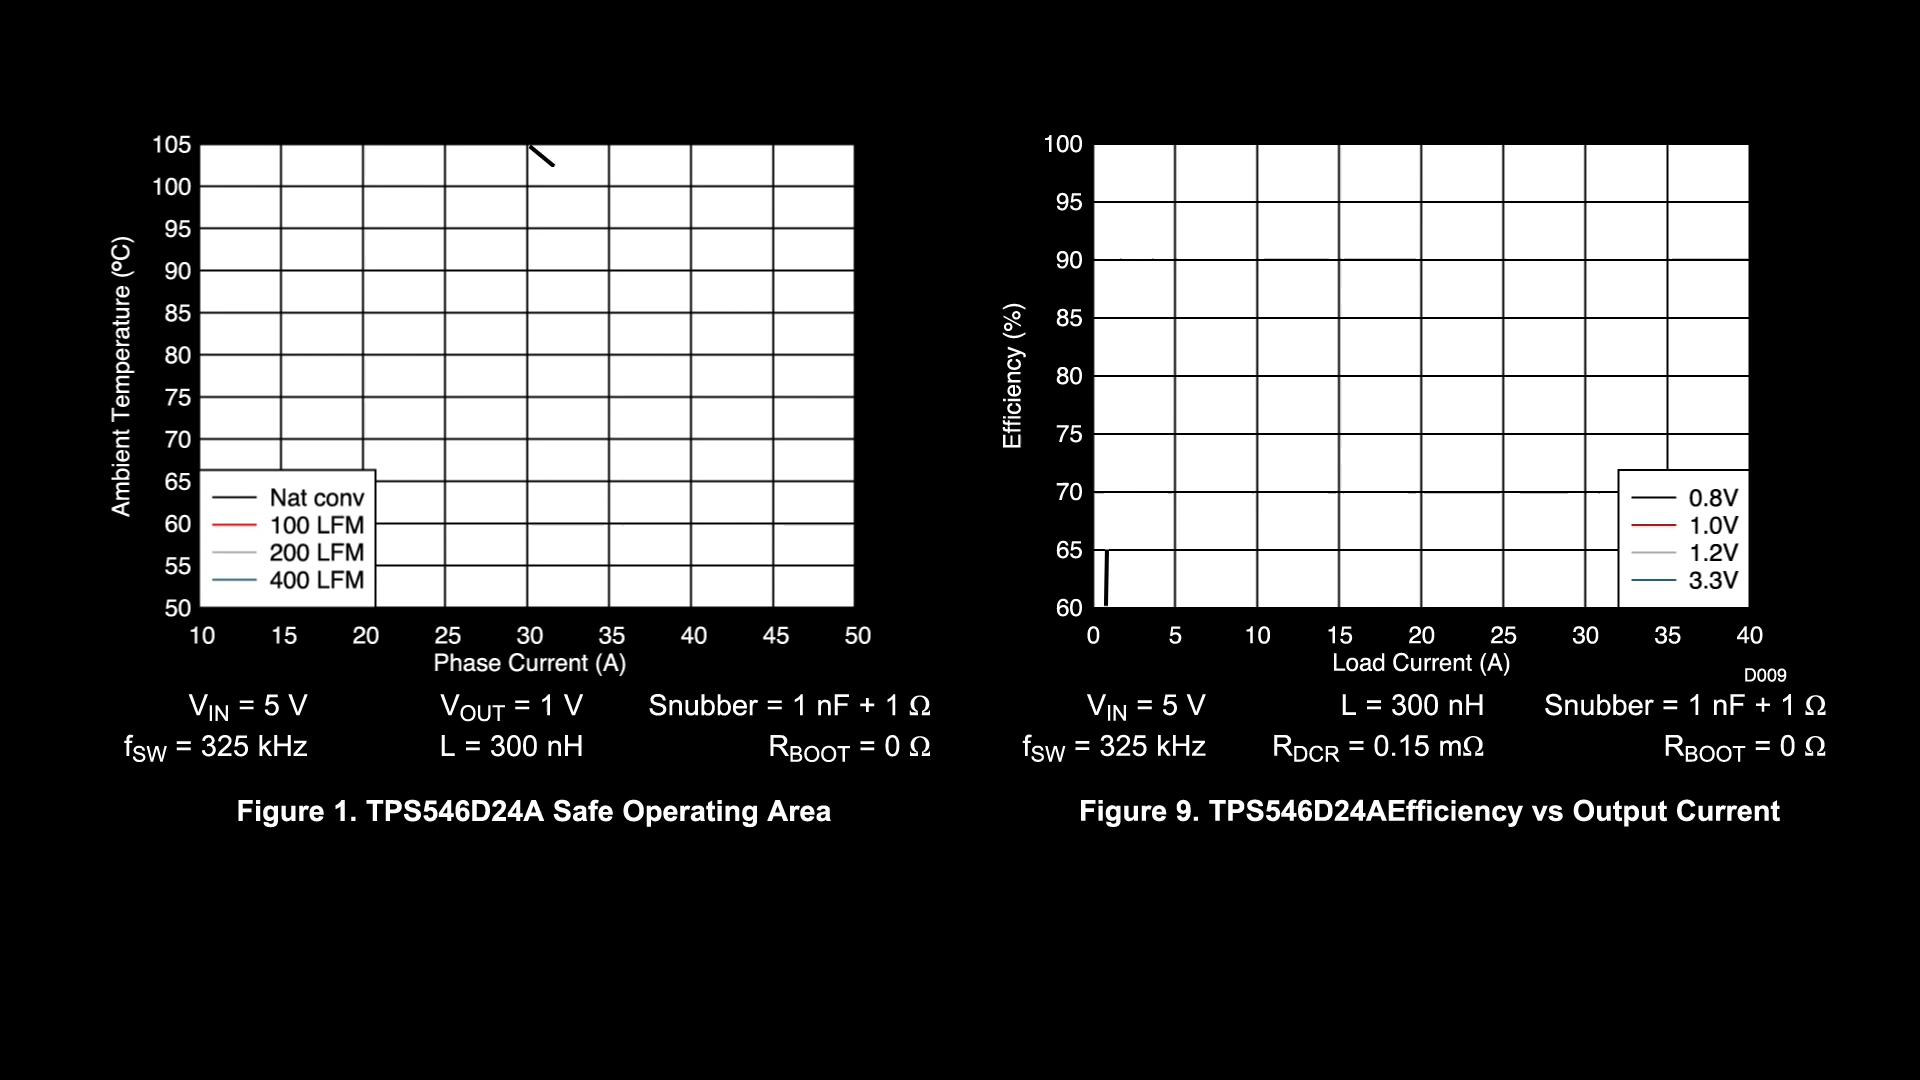 105
100
95
90
85
80
75
70
65
60
55
50
Ambient Temperature (ºC)
Nat conv
100 LFM
200 LFM
400 LFM
10 15 20 25 30 35 40 45 50
Phase Current (A)
VIN = 5 V VOUT = 1 V Snubber = 1 nF + 1 Ω
fSW = 325 kHz L = 300 nH RBOOT = 0 Ω
Figure 1. TPS546D24A Safe Operating Area
100
95
90
85
80
75
70
65
60
Efficiency (%)
0.8V
1.0V
1.2V
3.3V
0 5 10 15 20 25 30 35 40
Load Current (A)
D009
VIN = 5 V L = 300 nH Snubber = 1 nF + 1 Ω
fSW = 325 kHz RDCR = 0.15 mΩ RBOOT = 0 Ω
Figure 9. TPS546D24AEfficiency vs Output Current